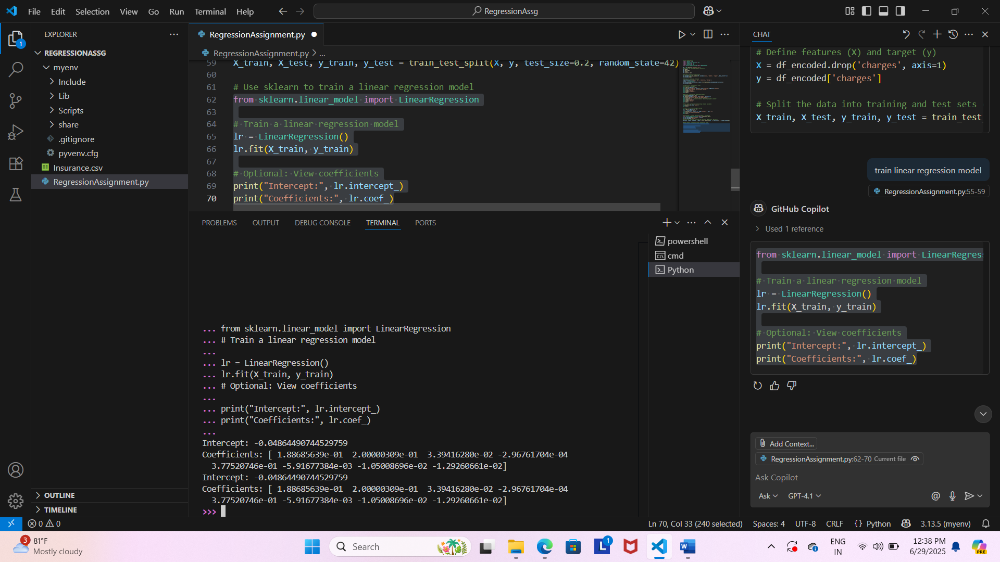 File Edit Selection View Go Run Terminal Help
RegressionAssg
EXPLORER
1
REGRESSIONASSG
myenv
Include
Lib
Scripts
share
.gitignore
pyvenv.cfg
Insurance.csv
RegressionAssignment.py
OUTLINE
TIMELINE
RegressionAssignment.py
RegressionAssignment.py > ...
59 X_train, X_test, y_train, y_test = train_test_split(X, y, test_size=0.2, random_state=42)
60
61 # Use sklearn to train a linear regression model
62 from sklearn.linear_model import LinearRegression
63
64 # Train a linear regression model
65 lr = LinearRegression()
66 lr.fit(X_train, y_train)
67
68 # Optional: View coefficients
69 print("Intercept:", lr.intercept_)
70 print("Coefficients:", lr.coef_)
PROBLEMS OUTPUT DEBUG CONSOLE TERMINAL PORTS
powershell
cmd
Python
... from sklearn.linear_model import LinearRegression
... # Train a linear regression model
...
... lr = LinearRegression()
... lr.fit(X_train, y_train)
... # Optional: View coefficients
...
... print("Intercept:", lr.intercept_)
... print("Coefficients:", lr.coef_)
...
Intercept: -0.04864490744529759
Coefficients: [ 1.88685639e-01 2.00000309e-01 3.39416280e-02 -2.96761704e-04
3.77520746e-01 -5.91677384e-03 -1.05008696e-02 -1.29260661e-02]
Intercept: -0.04864490744529759
Coefficients: [ 1.88685639e-01 2.00000309e-01 3.39416280e-02 -2.96761704e-04
3.77520746e-01 -5.91677384e-03 -1.05008696e-02 -1.29260661e-02]
>>>
CHAT
# Define features (X) and target (y)
X = df_encoded.drop('charges', axis=1)
y = df_encoded['charges']
# Split the data into training and test sets
X_train, X_test, y_train, y_test = train_test_
train linear regression model
RegressionAssignment.py:55-59
GitHub Copilot
Used 1 reference
from sklearn.linear_model import LinearRegres
# Train a linear regression model
lr = LinearRegression()
lr.fit(X_train, y_train)
# Optional: View coefficients
print("Intercept:", lr.intercept_)
print("Coefficients:", lr.coef_)
Add Context...
RegressionAssignment.py:62-70 Current file
Ask Copilot
Ask GPT-4.1
0 0
Ln 70, Col 33 (240 selected) Spaces: 4 UTF-8 CRLF {} Python 3.13.5 (myenv)
3
81°F
Mostly cloudy
Search
1
ENG
IN
12:38 PM
6/29/2025
PRE